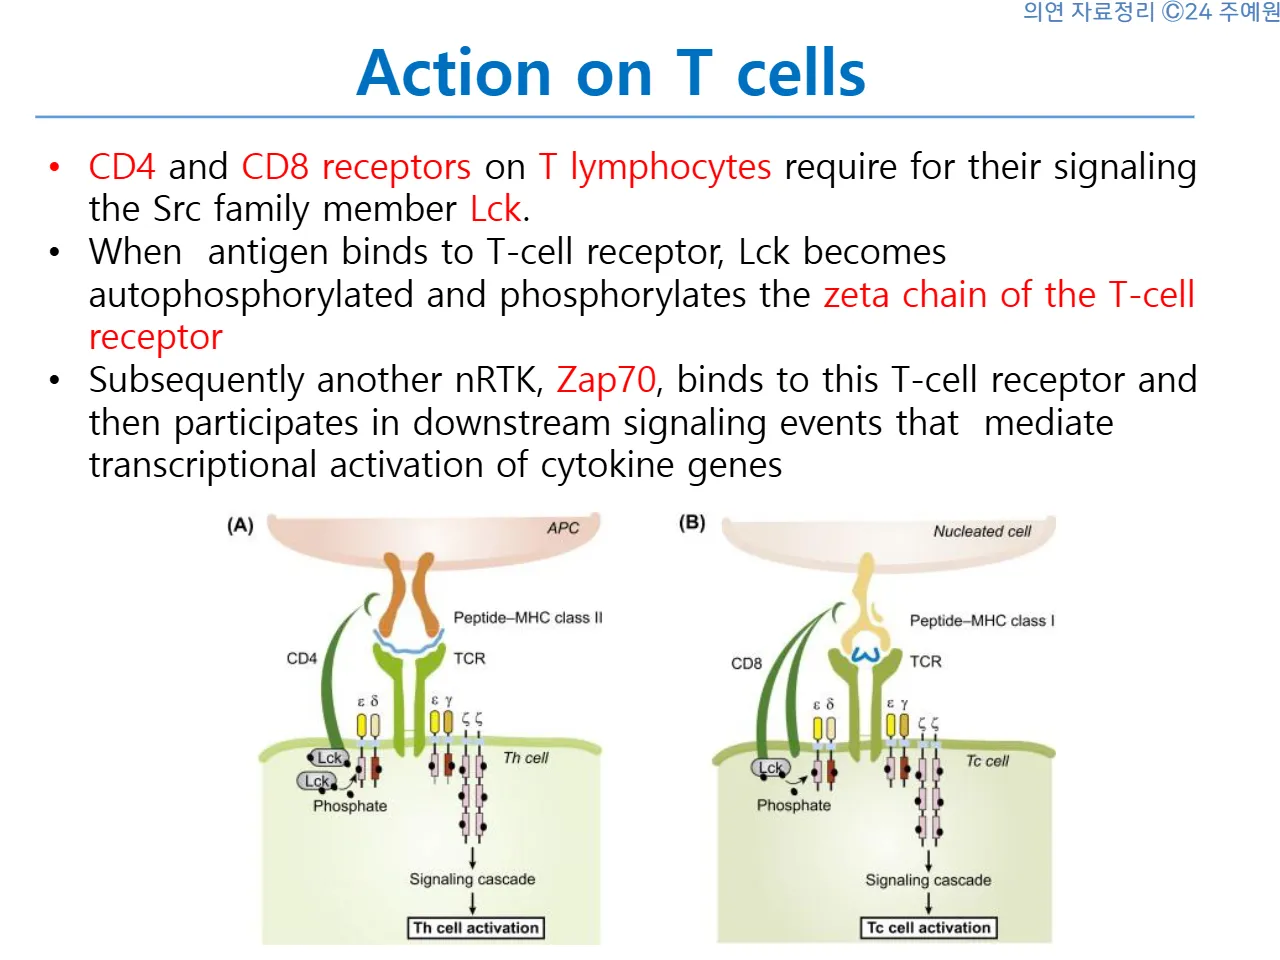 의연 자료정리 Ⓒ24 주예원
Action on T cells
• CD4 and CD8 receptors on T lymphocytes require for their signaling
the Src family member Lck.
• When antigen binds to T-cell receptor, Lck becomes
autophosphorylated and phosphorylates the zeta chain of the T-cell
receptor
• Subsequently another nRTK, Zap70, binds to this T-cell receptor and
then participates in downstream signaling events that mediate
transcriptional activation of cytokine genes
(A)
APC
Peptide–MHC class II
CD4
TCR
ε δ
ε γ
ζ ζ
Lck
Lck
Th cell
Phosphate
Signaling cascade
Th cell activation
(B)
Nucleated cell
Peptide–MHC class I
CD8
TCR
ε δ
ε γ
ζ ζ
Lck
Tc cell
Phosphate
Signaling cascade
Tc cell activation